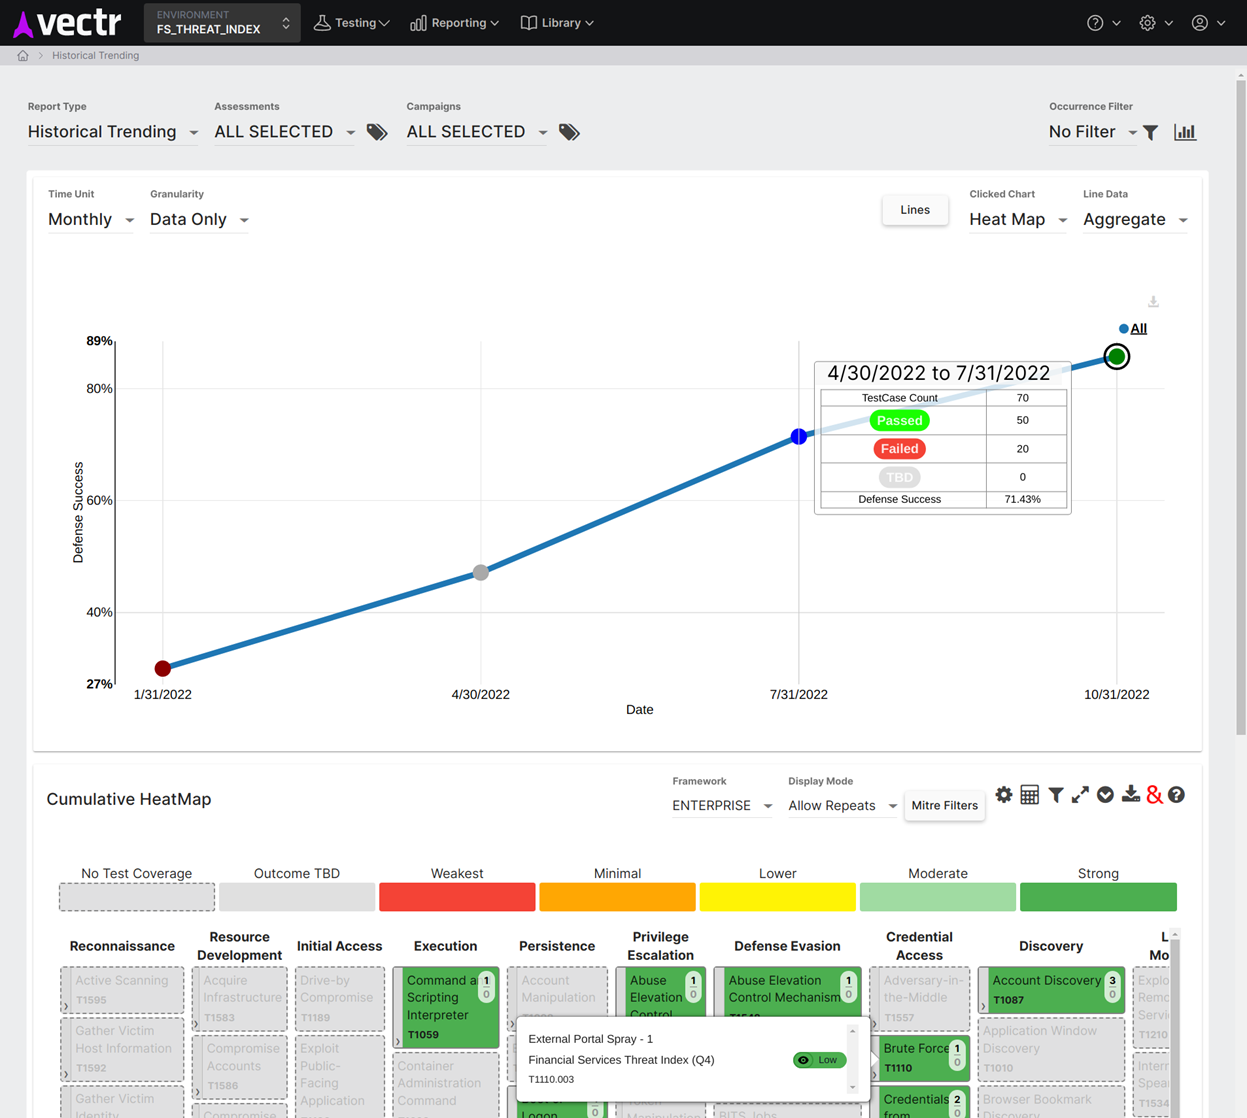 vectr
ENVIRONMENT
FS_THREAT_INDEX
Testing
Reporting
Library
Historical Trending
Report Type
Historical Trending
Assessments
ALL SELECTED
Campaigns
ALL SELECTED
Occurrence Filter
No Filter
Time Unit
Monthly
Granularity
Data Only
Lines
Clicked Chart
Heat Map
Line Data
Aggregate
All
89%
80%
60%
40%
27%
Defense Success
1/31/2022
4/30/2022
7/31/2022
10/31/2022
Date
4/30/2022 to 7/31/2022
TestCase Count 70
Passed 50
Failed 20
TBD 0
Defense Success 71.43%
Cumulative HeatMap
Framework
ENTERPRISE
Display Mode
Allow Repeats
Mitre Filters
&
No Test Coverage
Outcome TBD
Weakest
Minimal
Lower
Moderate
Strong
Reconnaissance
Active Scanning
T1595
Gather Victim
Host Information
T1592
Gather Victim
Identity
Resource
Development
Acquire
Infrastructure
T1583
Compromise
Accounts
T1586
Compromise
Initial Access
Drive-by
Compromise
T1189
Exploit
Public-
Facing
Application
Execution
Command a
Scripting
Interpreter
T1059
1
0
Container
Administration
Command
Persistence
Account
Manipulation
Privilege
Escalation
Abuse
Elevation
Control
1
0
Defense Evasion
Abuse Elevation
Control Mechanism
1
0
Credential
Access
Adversary-in-
the-Middle
T1557
Brute Force
T1110
1
0
Credentials
from
2
0
Discovery
Account Discovery
T1087
3
0
Application Window
Discovery
T1010
Browser Bookmark
Discovery
L
Mo
Explo
Remo
Servi
T1210
Intern
Spea
T1534
External Portal Spray - 1
Financial Services Threat Index (Q4)
Low
T1110.003
Logon
0
Manipulation
BITS Jobs